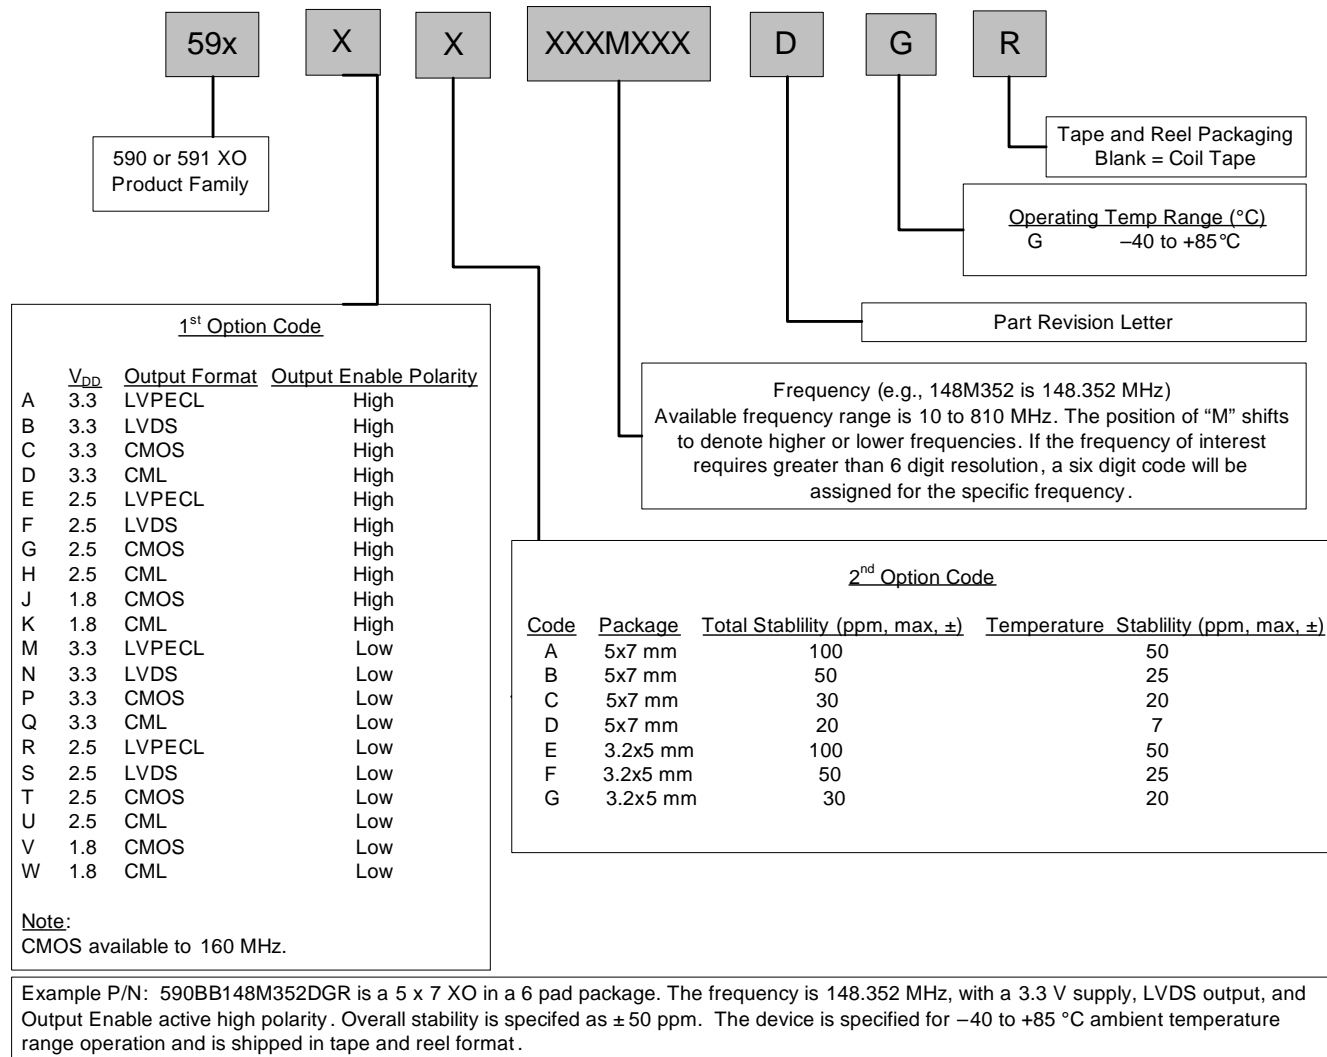 59x X X XXXMXXX D G R
590 or 591 XO
Product Family
Tape and Reel Packaging
Blank = Coil Tape
Operating Temp Range (°C)
G –40 to +85°C
Part Revision Letter
Frequency (e.g., 148M352 is 148.352 MHz)
Available frequency range is 10 to 810 MHz. The position of “M” shifts
to denote higher or lower frequencies. If the frequency of interest
requires greater than 6 digit resolution, a six digit code will be
assigned for the specific frequency.
1st Option Code
VDD Output Format Output Enable Polarity
A 3.3 LVPECL High
B 3.3 LVDS High
C 3.3 CMOS High
D 3.3 CML High
E 2.5 LVPECL High
F 2.5 LVDS High
G 2.5 CMOS High
H 2.5 CML High
J 1.8 CMOS High
K 1.8 CML High
M 3.3 LVPECL Low
N 3.3 LVDS Low
P 3.3 CMOS Low
Q 3.3 CML Low
R 2.5 LVPECL Low
S 2.5 LVDS Low
T 2.5 CMOS Low
U 2.5 CML Low
V 1.8 CMOS Low
W 1.8 CML Low
Note:
CMOS available to 160 MHz.
2nd Option Code
Code Package Total Stablility (ppm, max, ±) Temperature Stablility (ppm, max, ±)
A 5x7 mm 100 50
B 5x7 mm 50 25
C 5x7 mm 30 20
D 5x7 mm 20 7
E 3.2x5 mm 100 50
F 3.2x5 mm 50 25
G 3.2x5 mm 30 20
Example P/N: 590BB148M352DGR is a 5 x 7 XO in a 6 pad package. The frequency is 148.352 MHz, with a 3.3 V supply, LVDS output, and
Output Enable active high polarity. Overall stability is specifed as ±50 ppm. The device is specified for –40 to +85 °C ambient temperature
range operation and is shipped in tape and reel format.